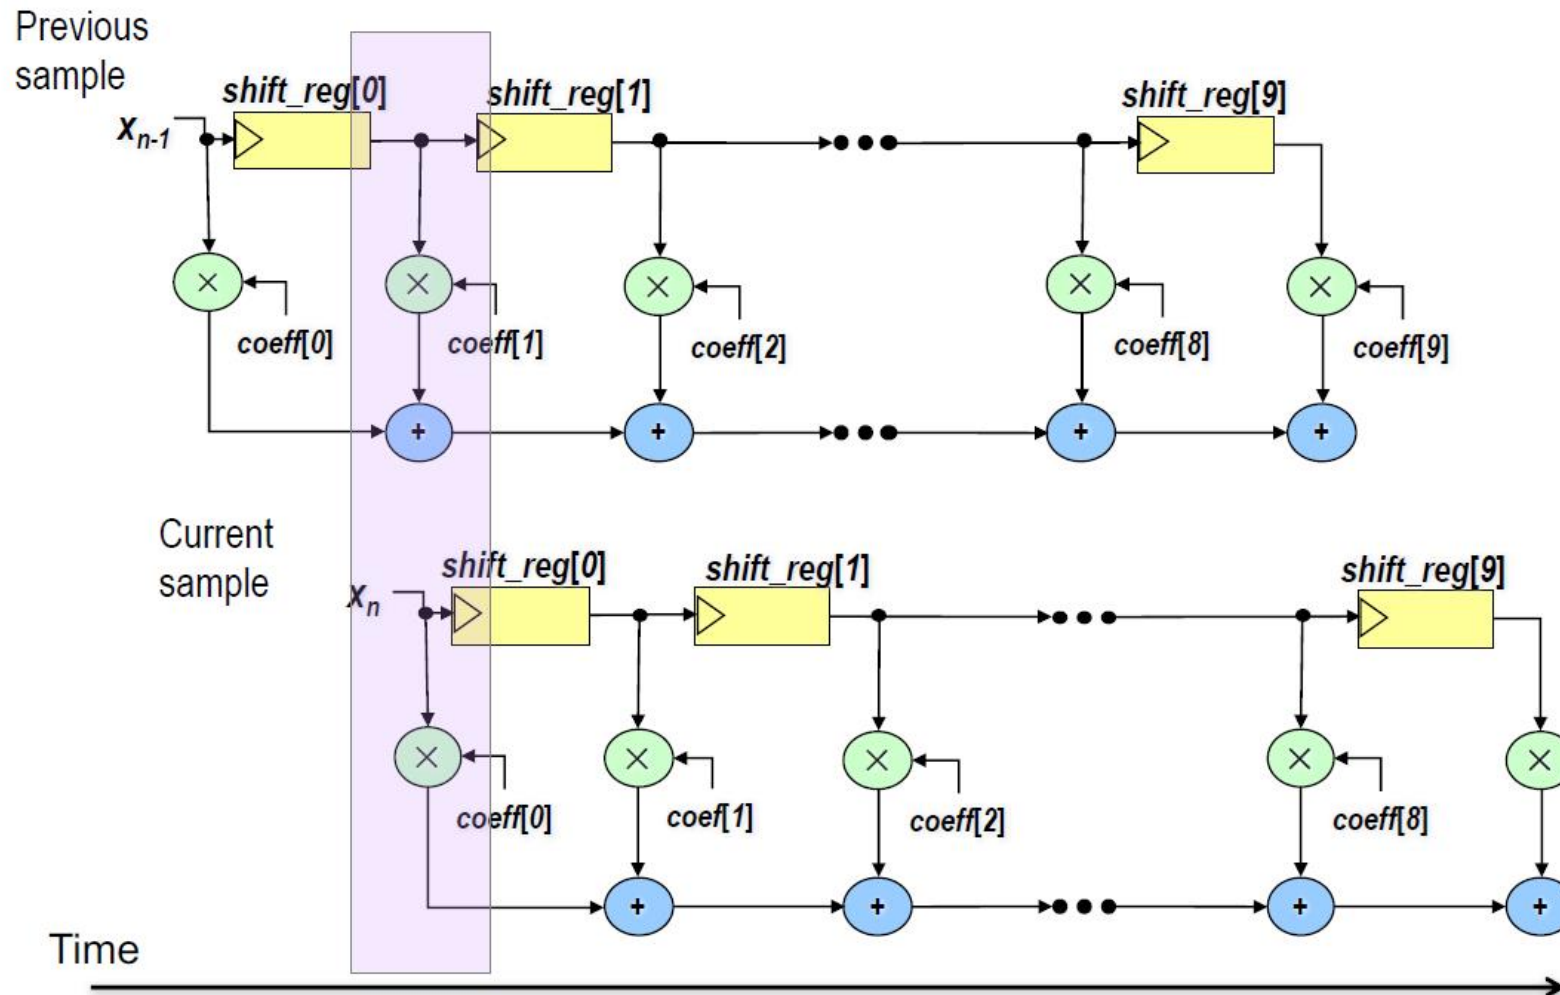 Previous
sample
shift_reg[0]
shift_reg[1]
shift_reg[9]
xn-1
×
×
×
×
×
coeff[0]
coeff[1]
coeff[2]
coeff[8]
coeff[9]
+
+
+
+
Current
sample
shift_reg[0]
shift_reg[1]
shift_reg[9]
xn
×
×
×
×
×
coeff[0]
coef[1]
coeff[2]
coeff[8]
+
+
+
+
Time